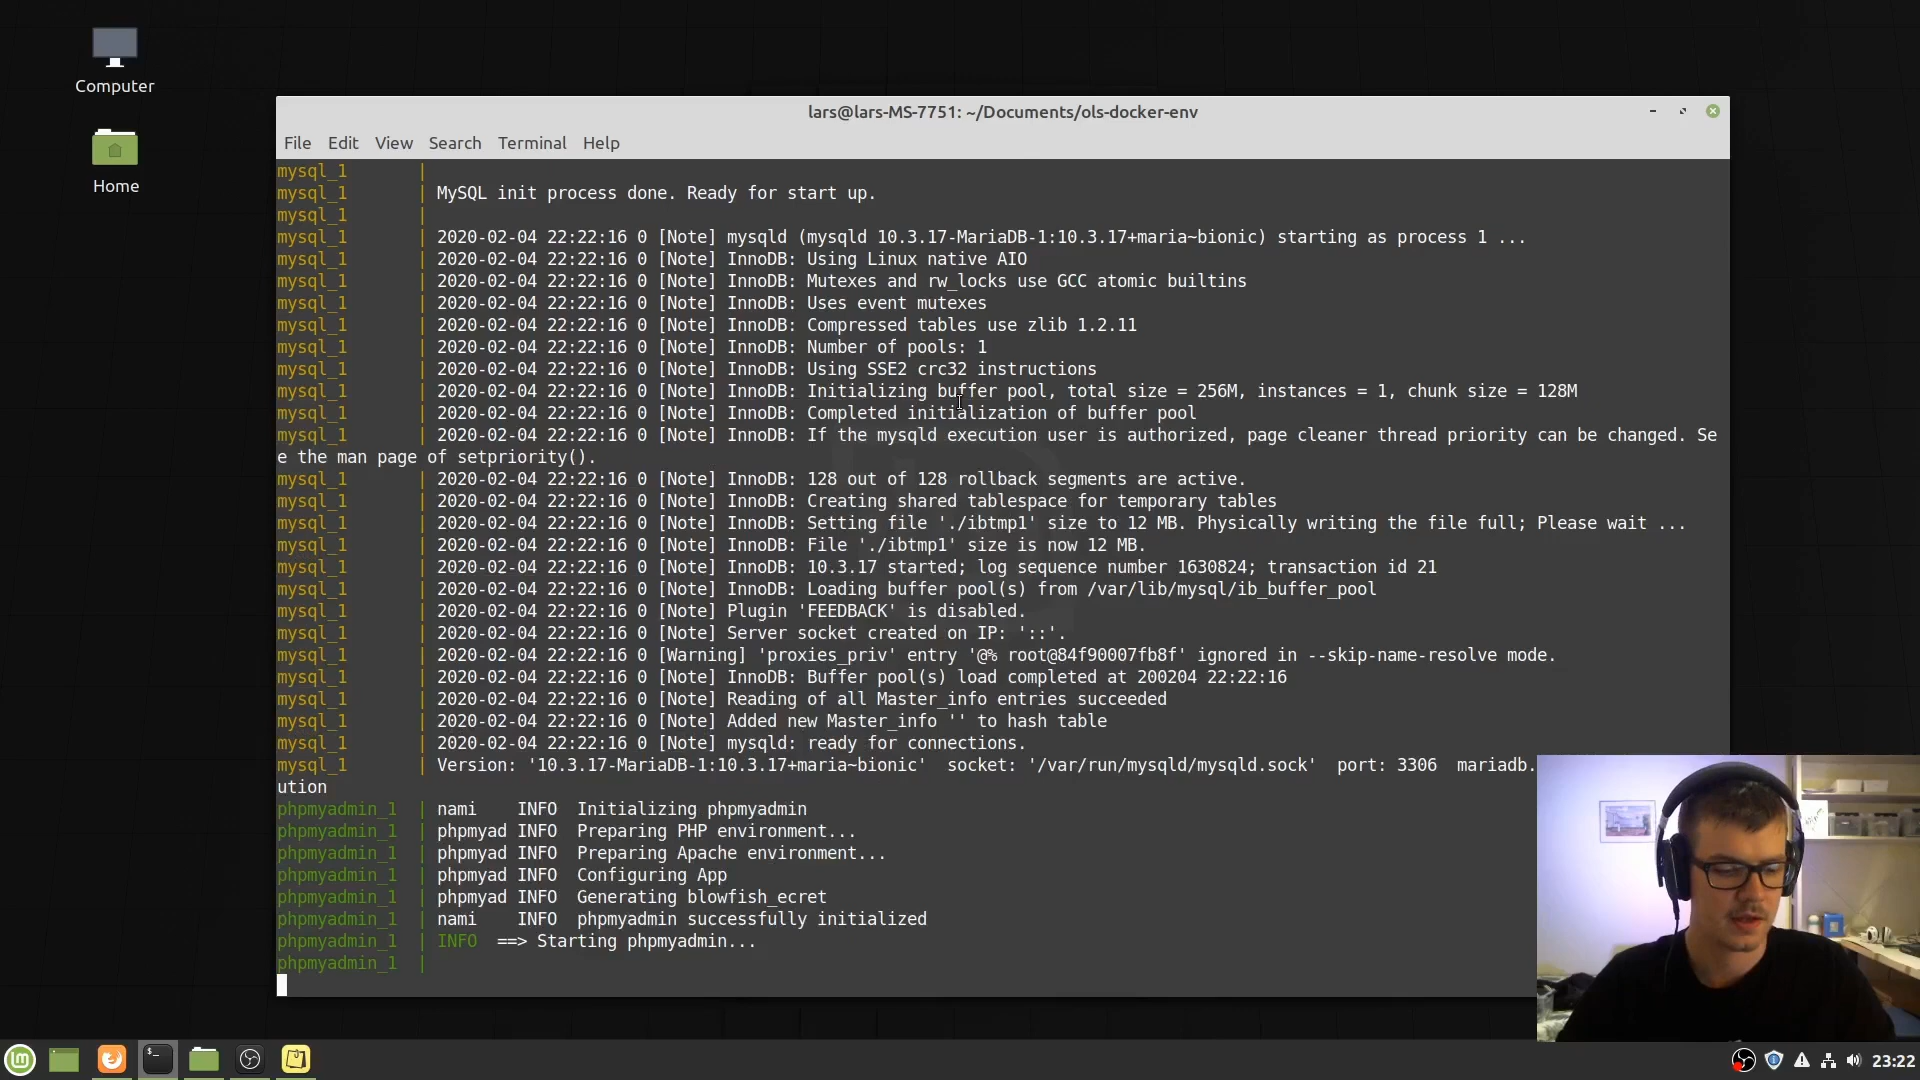 Computer
Home
lars@lars-MS-7751: ~/Documents/ols-docker-env
File Edit View Search Terminal Help
mysql_1 |
mysql_1 | MySQL init process done. Ready for start up.
mysql_1 |
mysql_1 | 2020-02-04 22:22:16 0 [Note] mysqld (mysqld 10.3.17-MariaDB-1:10.3.17+maria~bionic) starting as process 1 ...
mysql_1 | 2020-02-04 22:22:16 0 [Note] InnoDB: Using Linux native AIO
mysql_1 | 2020-02-04 22:22:16 0 [Note] InnoDB: Mutexes and rw_locks use GCC atomic builtins
mysql_1 | 2020-02-04 22:22:16 0 [Note] InnoDB: Uses event mutexes
mysql_1 | 2020-02-04 22:22:16 0 [Note] InnoDB: Compressed tables use zlib 1.2.11
mysql_1 | 2020-02-04 22:22:16 0 [Note] InnoDB: Number of pools: 1
mysql_1 | 2020-02-04 22:22:16 0 [Note] InnoDB: Using SSE2 crc32 instructions
mysql_1 | 2020-02-04 22:22:16 0 [Note] InnoDB: Initializing buffer pool, total size = 256M, instances = 1, chunk size = 128M
mysql_1 | 2020-02-04 22:22:16 0 [Note] InnoDB: Completed initialization of buffer pool
mysql_1 | 2020-02-04 22:22:16 0 [Note] InnoDB: If the mysqld execution user is authorized, page cleaner thread priority can be changed. Se
e the man page of setpriority().
mysql_1 | 2020-02-04 22:22:16 0 [Note] InnoDB: 128 out of 128 rollback segments are active.
mysql_1 | 2020-02-04 22:22:16 0 [Note] InnoDB: Creating shared tablespace for temporary tables
mysql_1 | 2020-02-04 22:22:16 0 [Note] InnoDB: Setting file './ibtmp1' size to 12 MB. Physically writing the file full; Please wait ...
mysql_1 | 2020-02-04 22:22:16 0 [Note] InnoDB: File './ibtmp1' size is now 12 MB.
mysql_1 | 2020-02-04 22:22:16 0 [Note] InnoDB: 10.3.17 started; log sequence number 1630824; transaction id 21
mysql_1 | 2020-02-04 22:22:16 0 [Note] InnoDB: Loading buffer pool(s) from /var/lib/mysql/ib_buffer_pool
mysql_1 | 2020-02-04 22:22:16 0 [Note] Plugin 'FEEDBACK' is disabled.
mysql_1 | 2020-02-04 22:22:16 0 [Note] Server socket created on IP: '::'.
mysql_1 | 2020-02-04 22:22:16 0 [Warning] 'proxies_priv' entry '@% root@84f90007fb8f' ignored in --skip-name-resolve mode.
mysql_1 | 2020-02-04 22:22:16 0 [Note] InnoDB: Buffer pool(s) load completed at 200204 22:22:16
mysql_1 | 2020-02-04 22:22:16 0 [Note] Reading of all Master_info entries succeeded
mysql_1 | 2020-02-04 22:22:16 0 [Note] Added new Master_info '' to hash table
mysql_1 | 2020-02-04 22:22:16 0 [Note] mysqld: ready for connections.
mysql_1 | Version: '10.3.17-MariaDB-1:10.3.17+maria~bionic' socket: '/var/run/mysqld/mysqld.sock' port: 3306 mariadb.
ution
phpmyadmin_1 | nami INFO Initializing phpmyadmin
phpmyadmin_1 | phpmyad INFO Preparing PHP environment...
phpmyadmin_1 | phpmyad INFO Preparing Apache environment...
phpmyadmin_1 | phpmyad INFO Configuring App
phpmyadmin_1 | phpmyad INFO Generating blowfish_ecret
phpmyadmin_1 | nami INFO phpmyadmin successfully initialized
phpmyadmin_1 | INFO ==> Starting phpmyadmin...
phpmyadmin_1 |
23:22